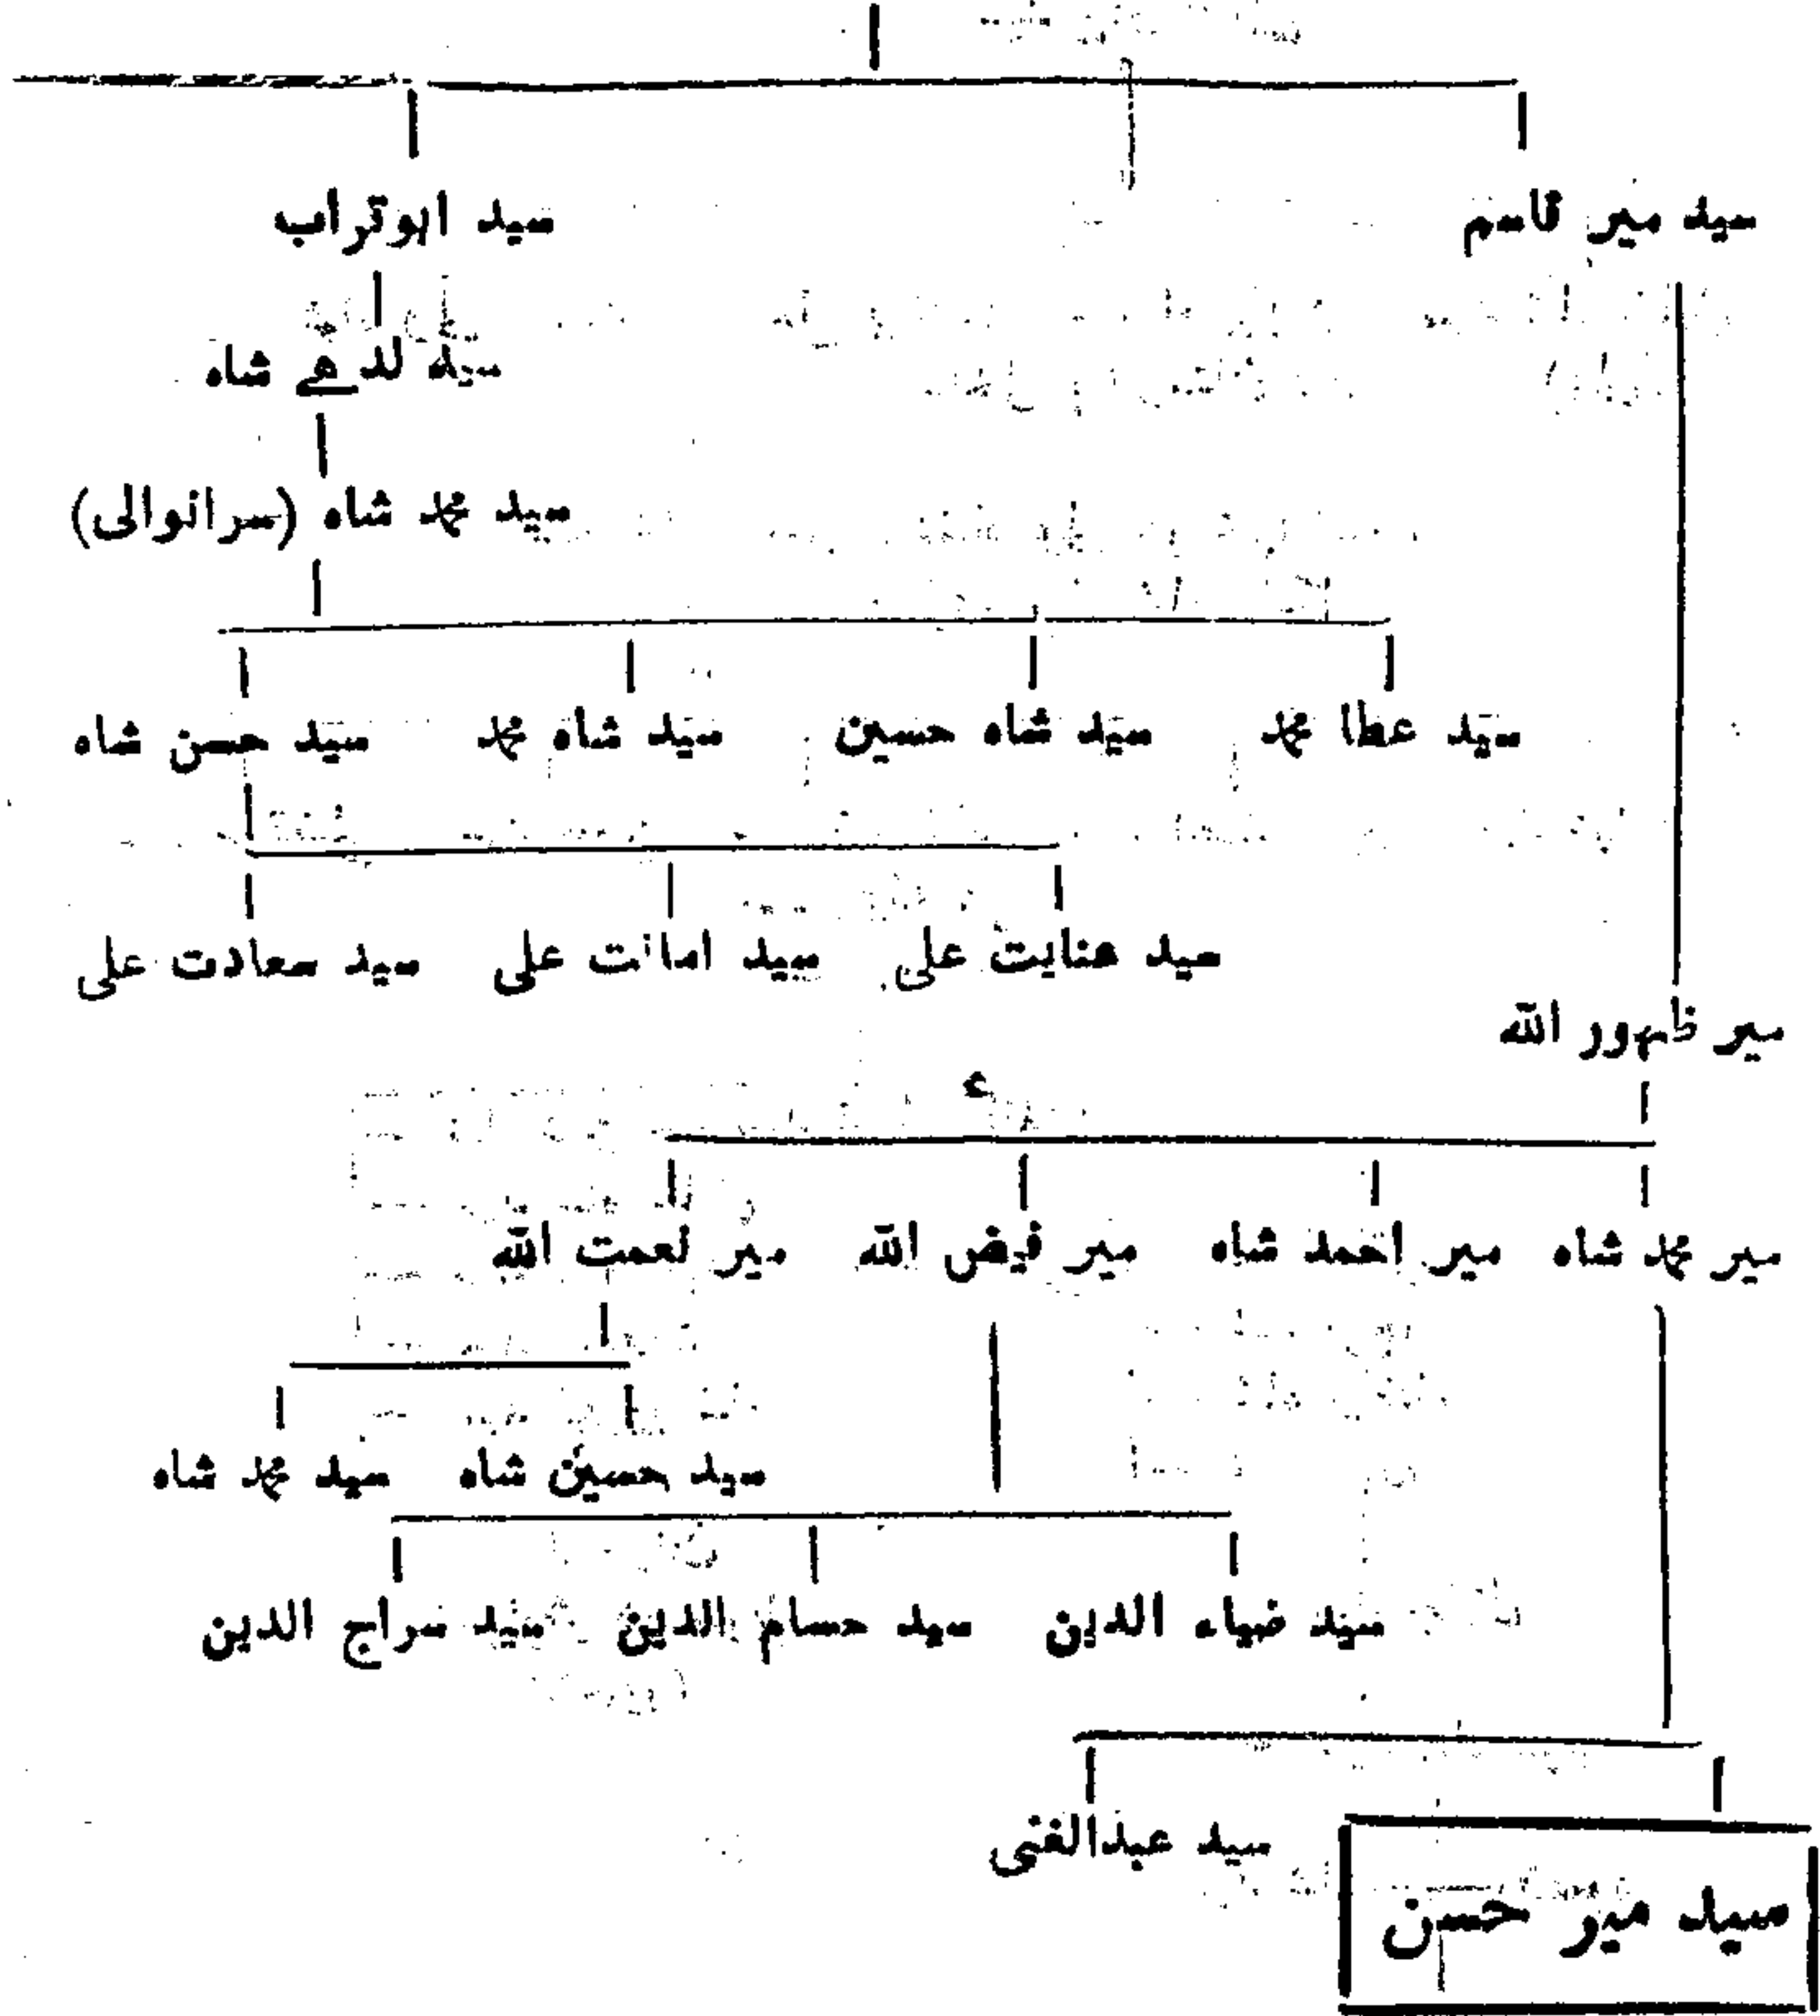 سید میر قاسم سید ابوتراب
سید لدھے شاہ
سید محمد شاہ (سرانوالی)
سید عطا محمد سید شاہ حسین سید شاہ محمد سید حسن شاہ
سید عنایت علی سید امانت علی سید سعادت علی
میر ظہور اللہ
میر محمد شاہ میر احمد شاہ میر فیض اللہ میر نعمت اللہ
سید حسین شاہ سید محمد شاہ
سید ضیاء الدین سید حسام الدین سید سراج الدین
سید عبدالغنی
سید میر حسن